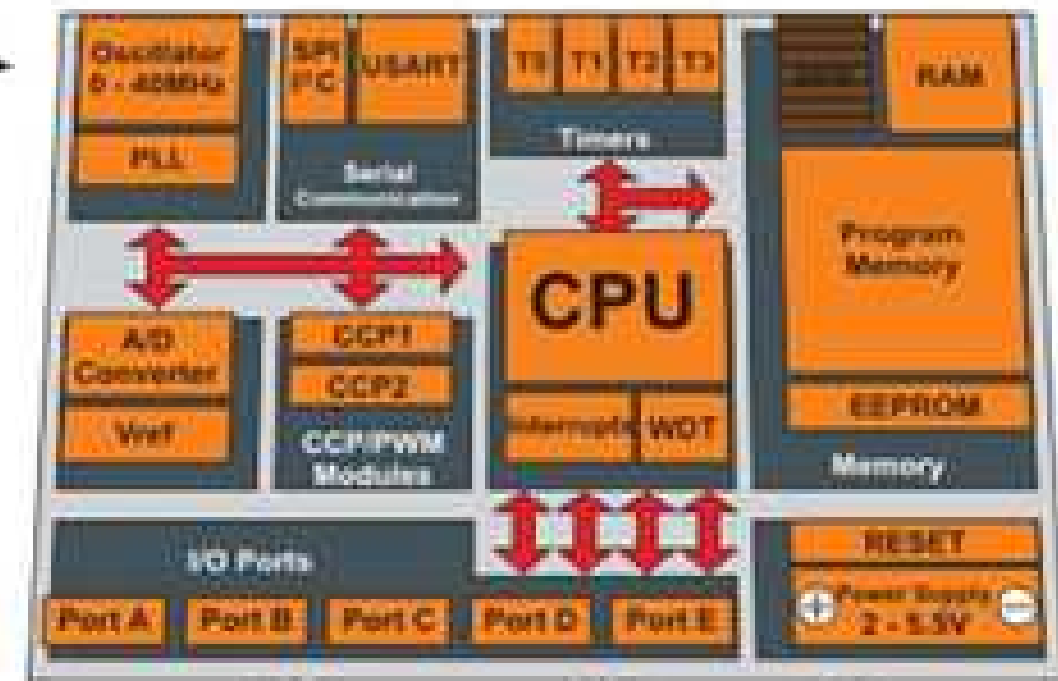 Oscillator
0 - 40MHz
PLL
SPI
I²C
USART
Serial
Communication
T0
T1
T2
T3
Timers
RAM
Program
Memory
EEPROM
Memory
A/D
Converter
Vref
CCP1
CCP2
CCP/PWM
Modules
CPU
Interrupts
WDT
I/O Ports
Port A
Port B
Port C
Port D
Port E
RESET
Power Supply
2 - 5.5V